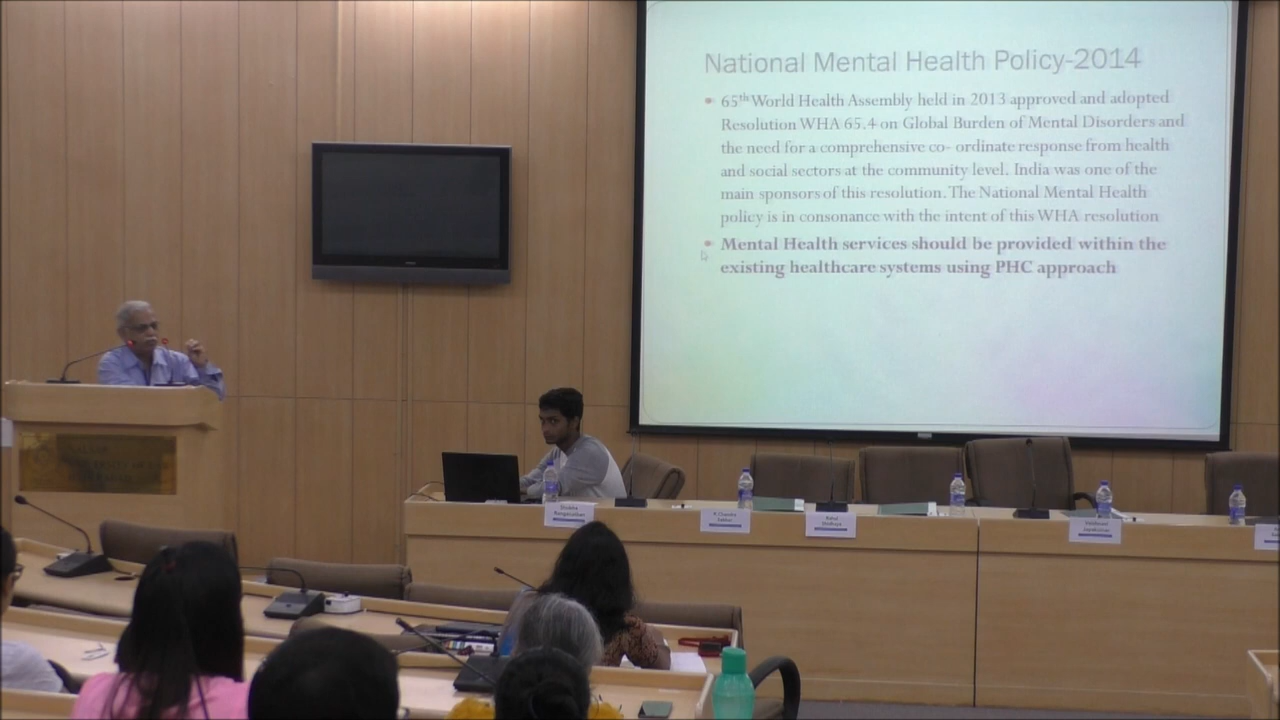 National Mental Health Policy-2014
65th World Health Assembly held in 2013 approved and adopted
Resolution WHA 65.4 on Global Burden of Mental Disorders and
the need for a comprehensive co- ordinate response from health
and social sectors at the community level. India was one of the
main sponsors of this resolution. The National Mental Health
policy is in consonance with the intent of this WHA resolution
Mental Health services should be provided within the
existing healthcare systems using PHC approach